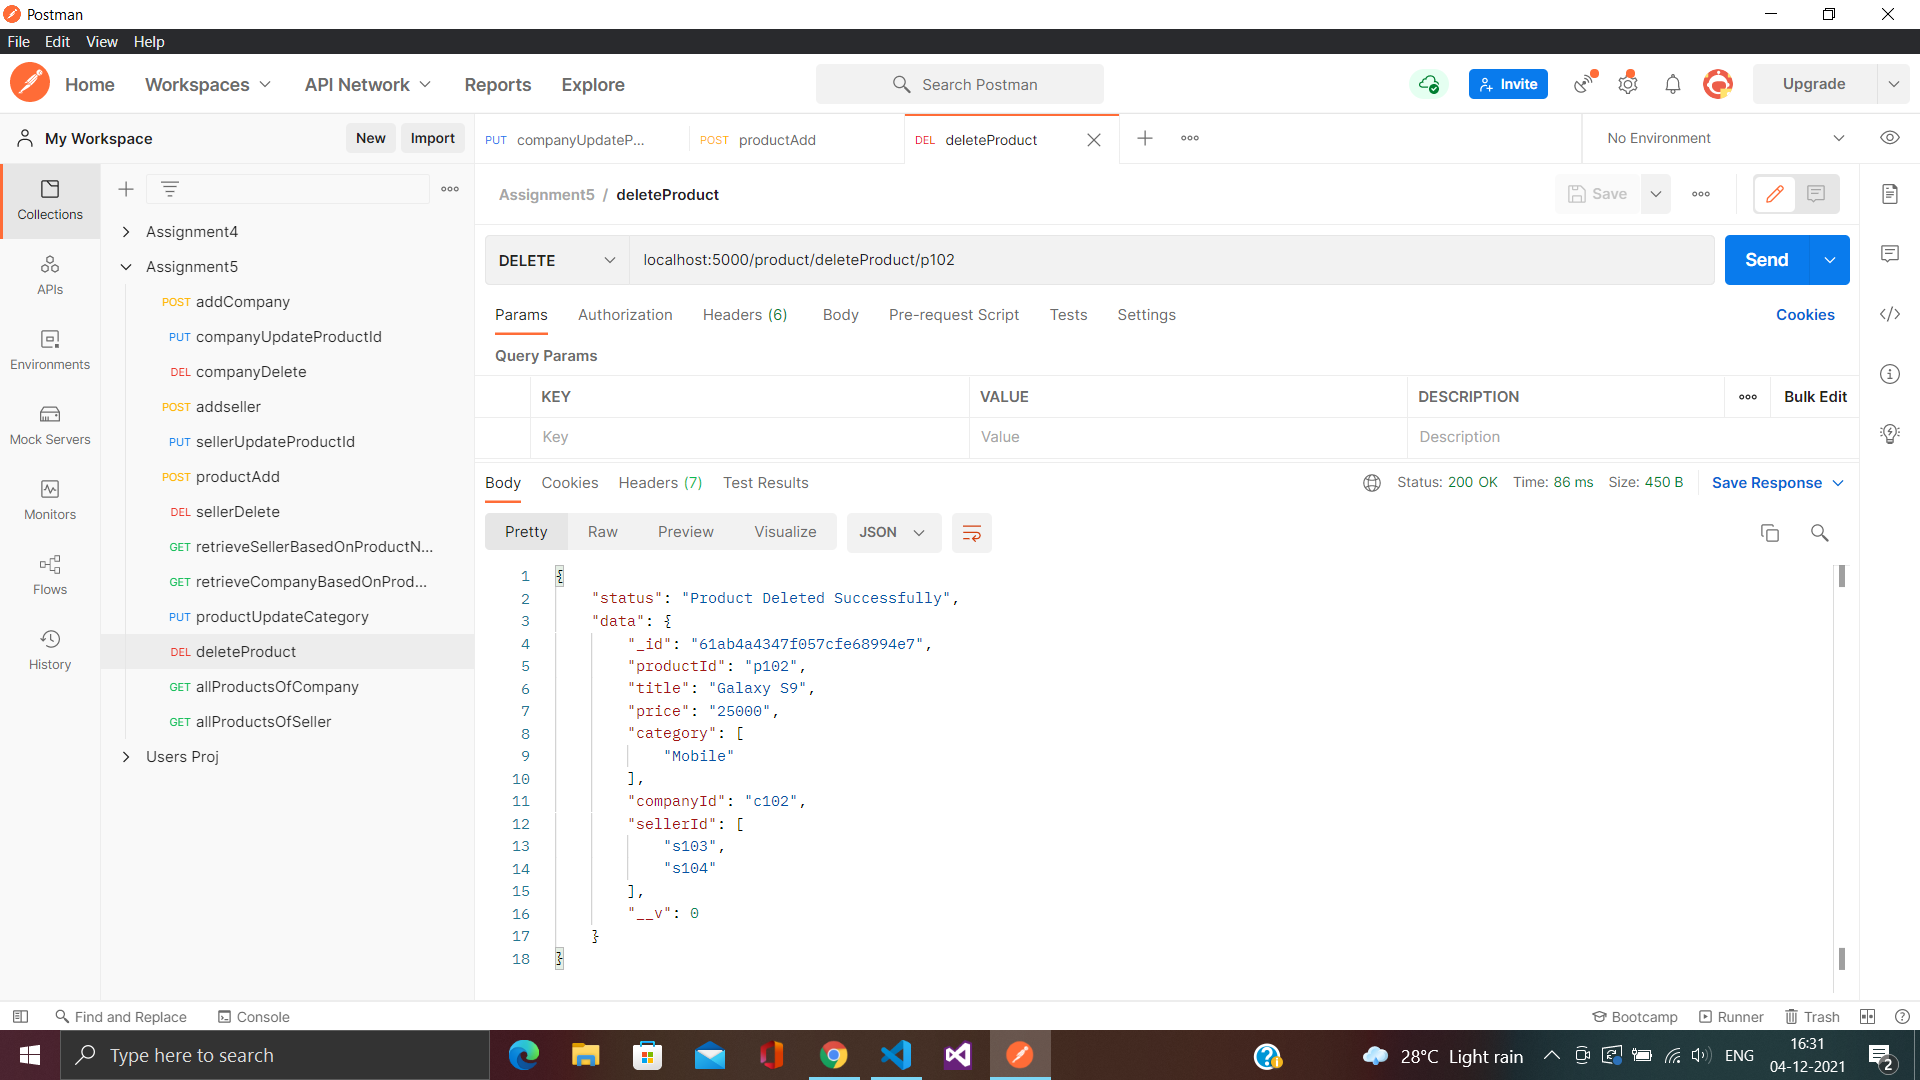 Postman
File Edit View Help
Home Workspaces API Network Reports Explore
Search Postman
Invite
Upgrade
My Workspace
New Import
PUT companyUpdateP...
POST productAdd
DEL deleteProduct
No Environment
Collections
APIs
Environments
Mock Servers
Monitors
Flows
History
Assignment4
Assignment5
POST addCompany
PUT companyUpdateProductId
DEL companyDelete
POST addseller
PUT sellerUpdateProductId
POST productAdd
DEL sellerDelete
GET retrieveSellerBasedOnProductN...
GET retrieveCompanyBasedOnProd...
PUT productUpdateCategory
DEL deleteProduct
GET allProductsOfCompany
GET allProductsOfSeller
Users Proj
Assignment5 / deleteProduct
Save
DELETE
localhost:5000/product/deleteProduct/p102
Send
Params Authorization Headers (6) Body Pre-request Script Tests Settings
Cookies
Query Params
KEY VALUE DESCRIPTION
Bulk Edit
Key Value Description
Body Cookies Headers (7) Test Results
Status: 200 OK Time: 86 ms Size: 450 B
Save Response
Pretty Raw Preview Visualize JSON
1 {
2 "status": "Product Deleted Successfully",
3 "data": {
4 "_id": "61ab4a4347f057cfe68994e7",
5 "productId": "p102",
6 "title": "Galaxy S9",
7 "price": "25000",
8 "category": [
9 "Mobile"
10 ],
11 "companyId": "c102",
12 "sellerId": [
13 "s103",
14 "s104"
15 ],
16 "__v": 0
17 }
18 }
Find and Replace Console
Bootcamp Runner Trash
Type here to search
28°C Light rain
ENG
16:31
04-12-2021
2